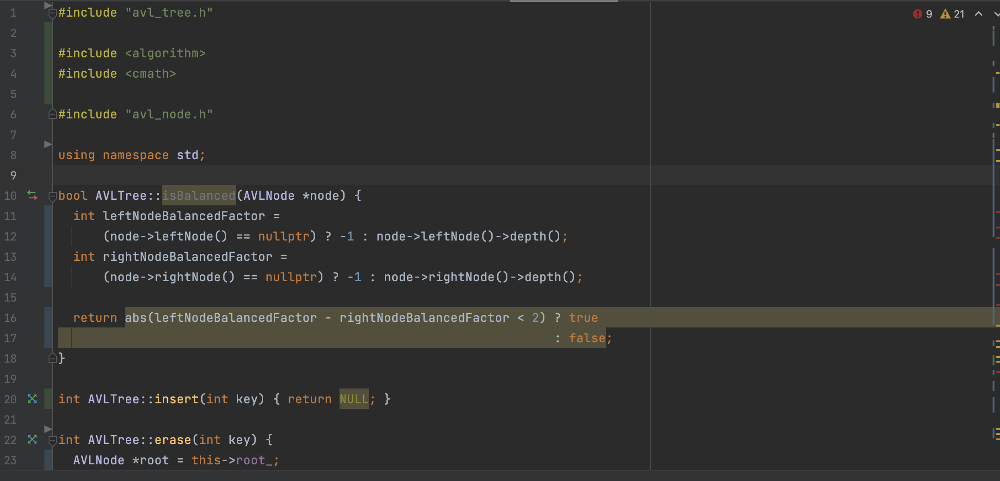 1 #include "avl_tree.h"
9 21
2
3 #include <algorithm>
4 #include <cmath>
5
6 #include "avl_node.h"
7
8 using namespace std;
9
10 bool AVLTree::isBalanced(AVLNode *node) {
11   int leftNodeBalancedFactor =
12       (node->leftNode() == nullptr) ? -1 : node->leftNode()->depth();
13   int rightNodeBalancedFactor =
14       (node->rightNode() == nullptr) ? -1 : node->rightNode()->depth();
15
16   return abs(leftNodeBalancedFactor - rightNodeBalancedFactor < 2) ? true
17                                                                    : false;
18 }
19
20 int AVLTree::insert(int key) { return NULL; }
21
22 int AVLTree::erase(int key) {
23   AVLNode *root = this->root_;